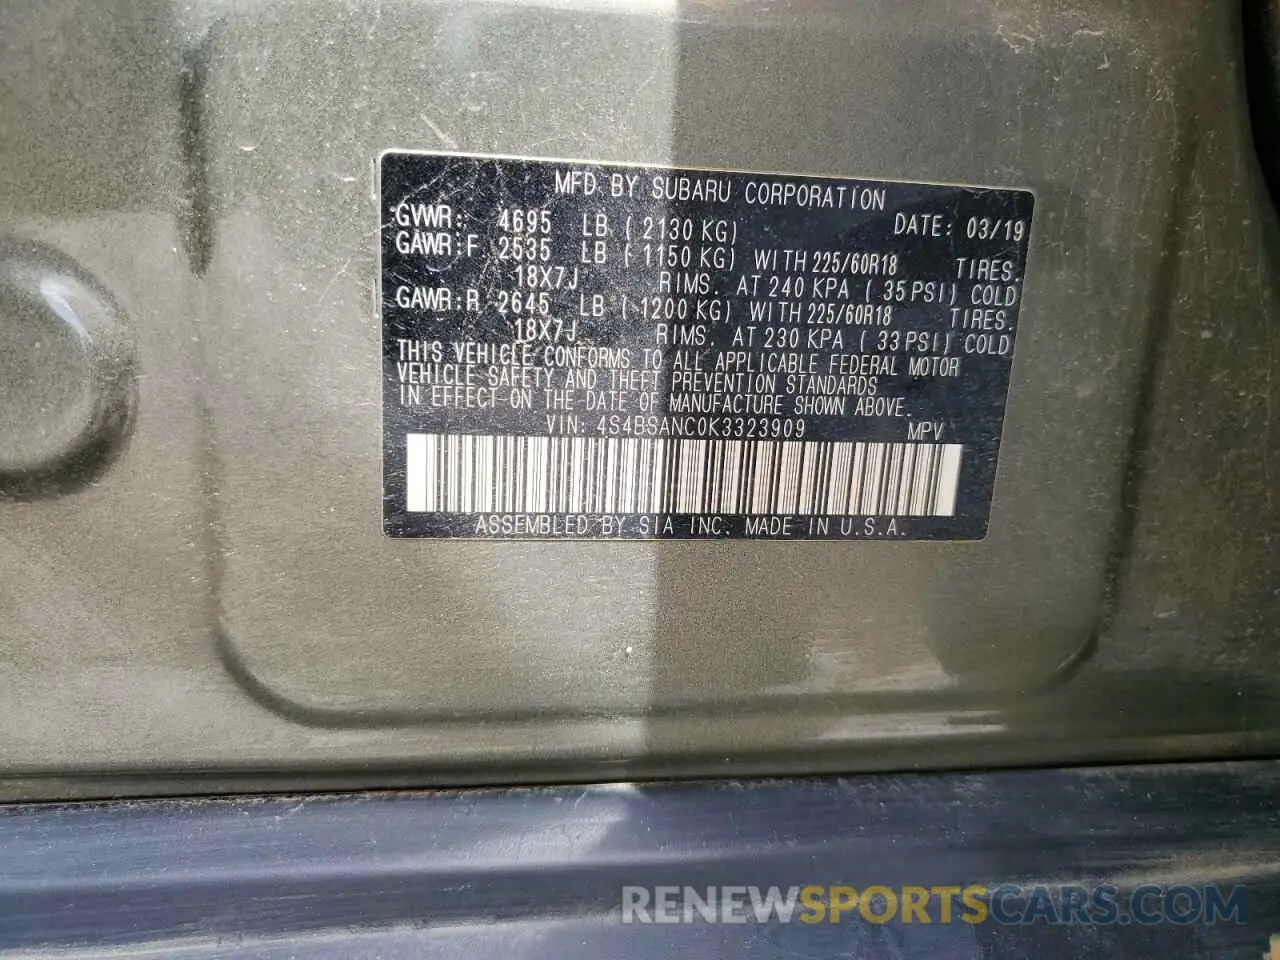 MFD BY SUBARU CORPORATION
GVWR: 4695 LB ( 2130 KG) DATE: 03/19
GAWR:F 2535 LB ( 1150 KG) WITH 225/60R18 TIRES.
18X7J RIMS. AT 240 KPA ( 35 PSI) COLD
GAWR:R 2645 LB ( 1200 KG) WITH 225/60R18 TIRES.
18X7J RIMS. AT 230 KPA ( 33 PSI) COLD
THIS VEHICLE CONFORMS TO ALL APPLICABLE FEDERAL MOTOR
VEHICLE SAFETY AND THEFT PREVENTION STANDARDS
IN EFFECT ON THE DATE OF MANUFACTURE SHOWN ABOVE.
VIN: 4S4BSANC0K3323909 MPV
ASSEMBLED BY SIA INC. MADE IN U.S.A.
RENEWSPORTSCARS.COM